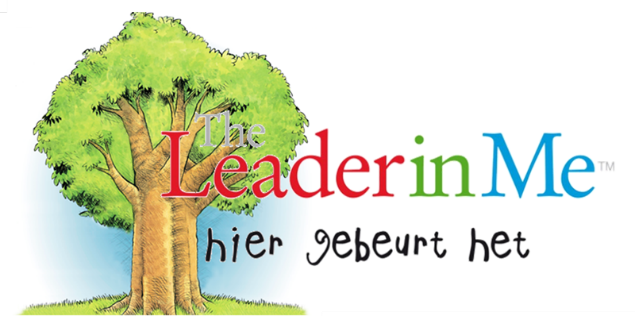 The
Leader in Me™
hier gebeurt het